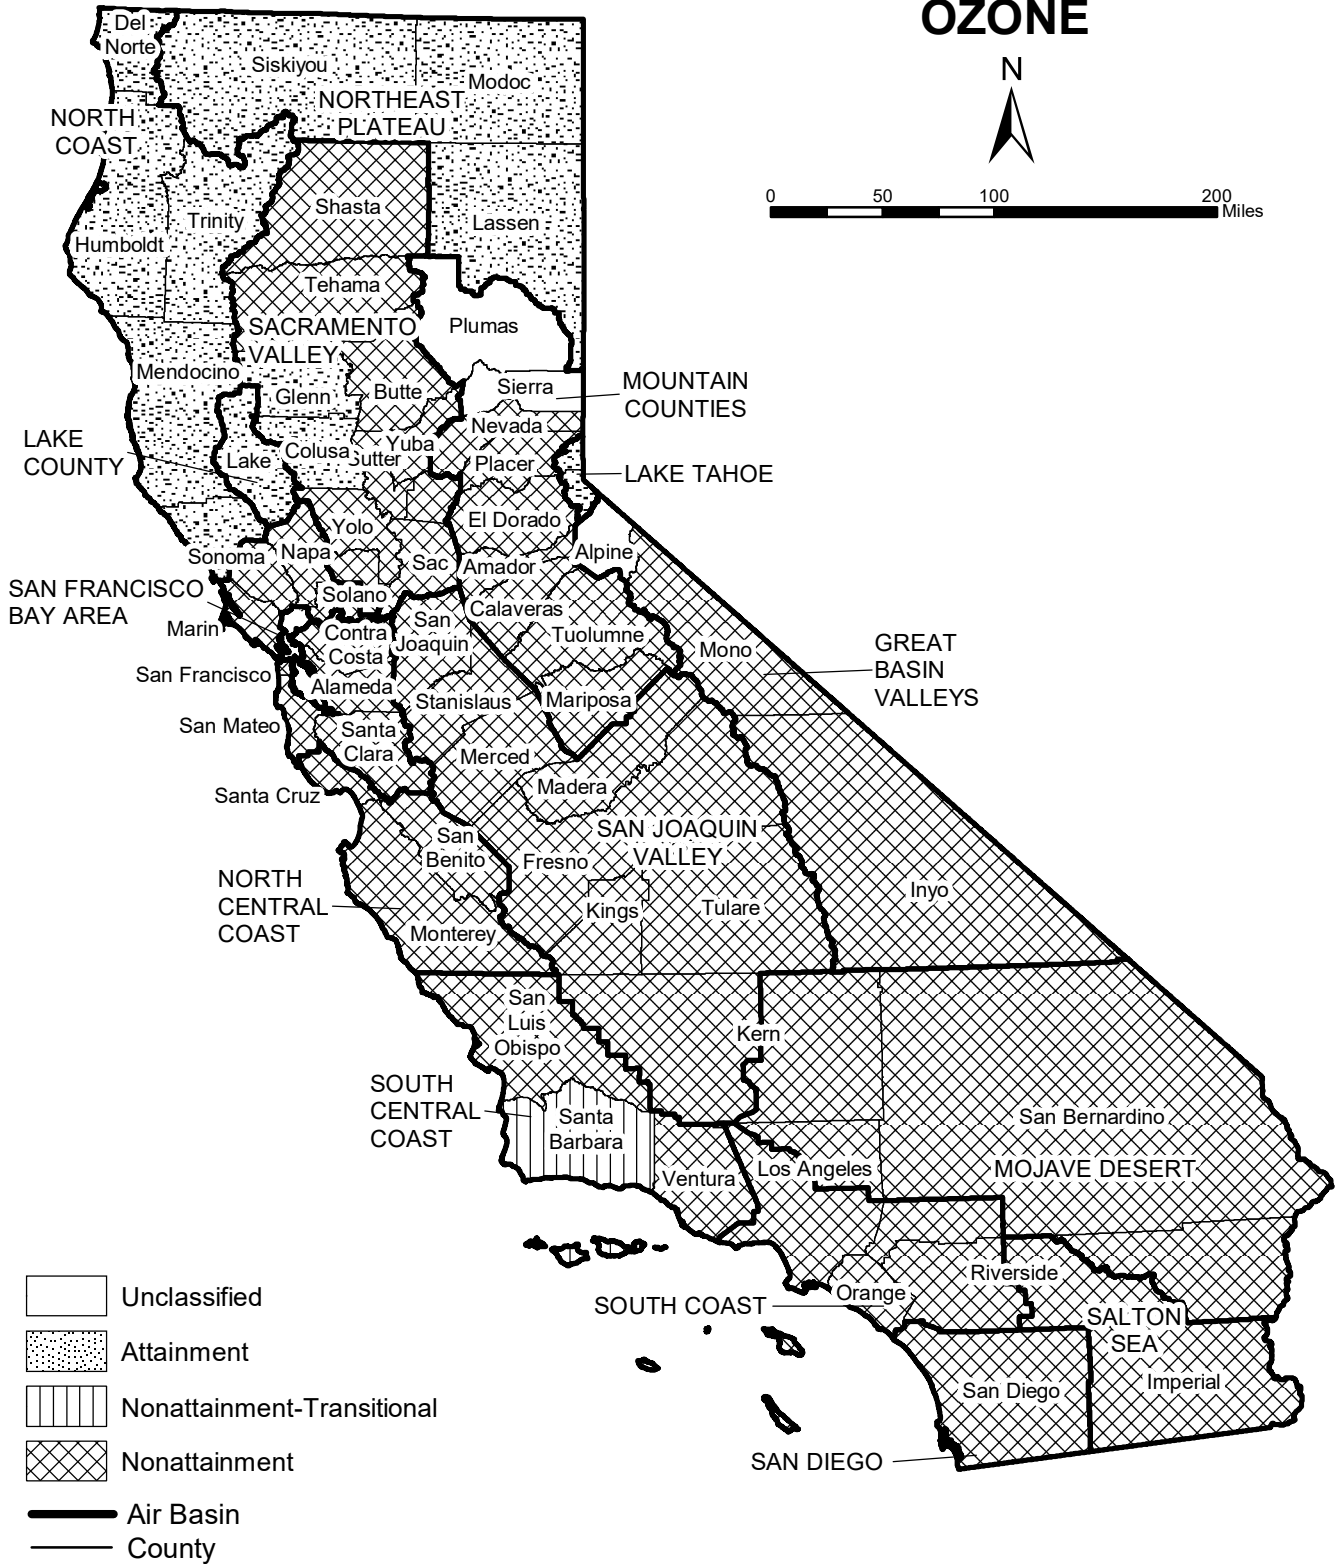 OZONE
N
0 50 100 200
Miles
Del
Norte
Siskiyou
Modoc
NORTHEAST
PLATEAU
NORTH
COAST
Shasta
Trinity
Lassen
Humboldt
Tehama
SACRAMENTO
VALLEY
Plumas
Mendocino
Glenn
Butte
Sierra
MOUNTAIN
COUNTIES
Nevada
LAKE
COUNTY
Lake
Colusa
Yuba
Sutter
Placer
LAKE TAHOE
Yolo
El Dorado
Sonoma
Napa
Sac
Amador
Alpine
SAN FRANCISCO
BAY AREA
Solano
Marin
Contra
Costa
San
Joaquin
Calaveras
Tuolumne
Mono
GREAT
BASIN
VALLEYS
San Francisco
Alameda
Stanislaus
Mariposa
San Mateo
Santa
Clara
Merced
Madera
Santa Cruz
SAN JOAQUIN
VALLEY
San
Benito
Fresno
NORTH
CENTRAL
COAST
Kings
Tulare
Inyo
Monterey
San
Luis
Obispo
Kern
SOUTH
CENTRAL
COAST
Santa
Barbara
San Bernardino
Ventura
Los Angeles
MOJAVE DESERT
Orange
Riverside
SOUTH COAST
SALTON
SEA
San Diego
Imperial
SAN DIEGO
Unclassified
Attainment
Nonattainment-Transitional
Nonattainment
Air Basin
County